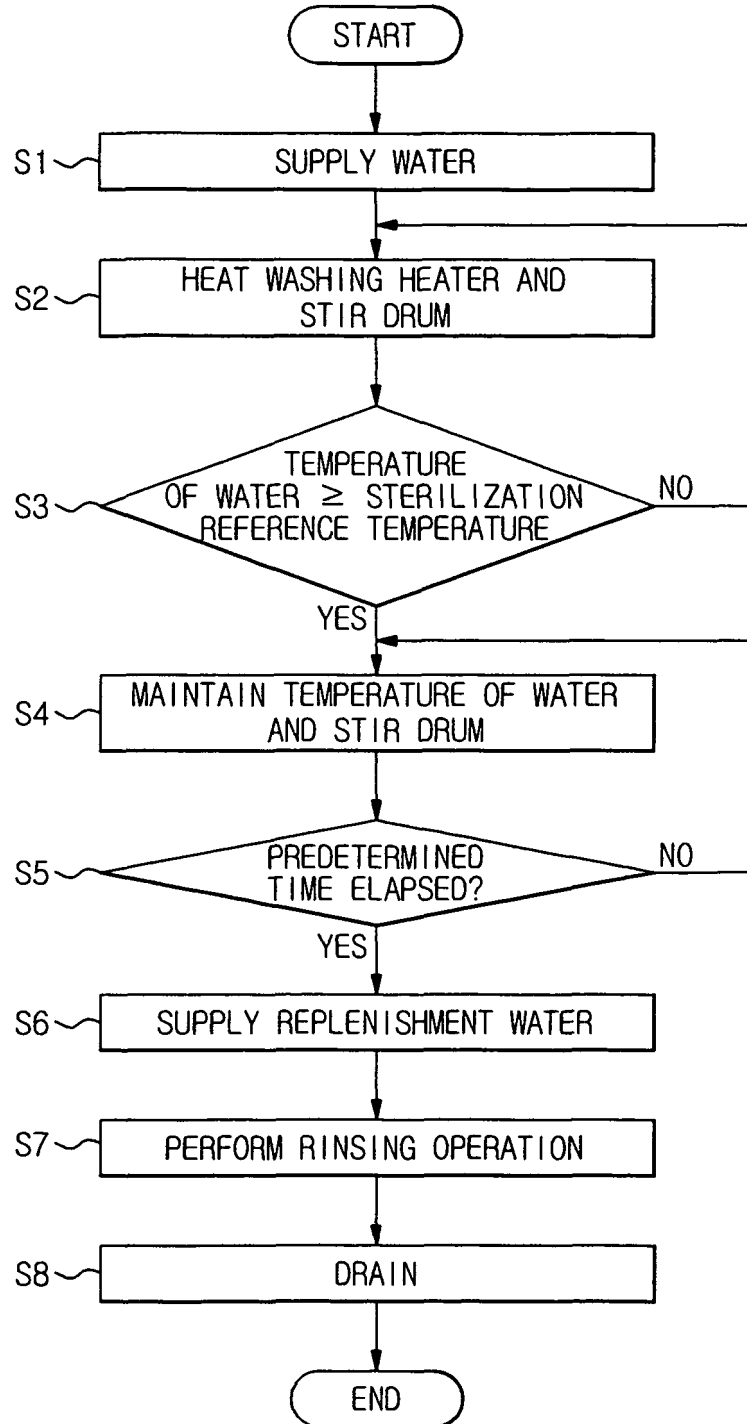 START
S1
SUPPLY WATER
S2
HEAT WASHING HEATER AND
STIR DRUM
S3
TEMPERATURE
OF WATER ≥ STERILIZATION
REFERENCE TEMPERATURE
NO
YES
S4
MAINTAIN TEMPERATURE OF WATER
AND STIR DRUM
S5
PREDETERMINED
TIME ELAPSED?
NO
YES
S6
SUPPLY REPLENISHMENT WATER
S7
PERFORM RINSING OPERATION
S8
DRAIN
END